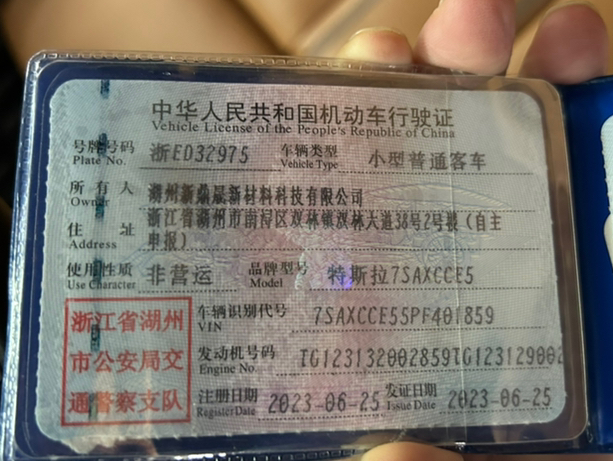 中华人民共和国机动车行驶证
Vehicle License of the People's Republic of China
号牌号码 浙ED32975 车辆类型 小型普通客车
Plate No. Vehicle Type
所有人 湖州新鼎晟新材料科技有限公司
Owner
住址 浙江省湖州市南浔区双林镇双林大道38号2号楼（自主
Address 申报）
使用性质 非营运 品牌型号 特斯拉7SAXCCE5
Use Character Model
浙江省湖州
市公安局交
通警察支队
车辆识别代号 7SAXCCE55PF401859
VIN
发动机号码 TG123132002859TG123129002
Engine No.
注册日期 2023-06-25 发证日期 2023-06-25
Register Date Issue Date